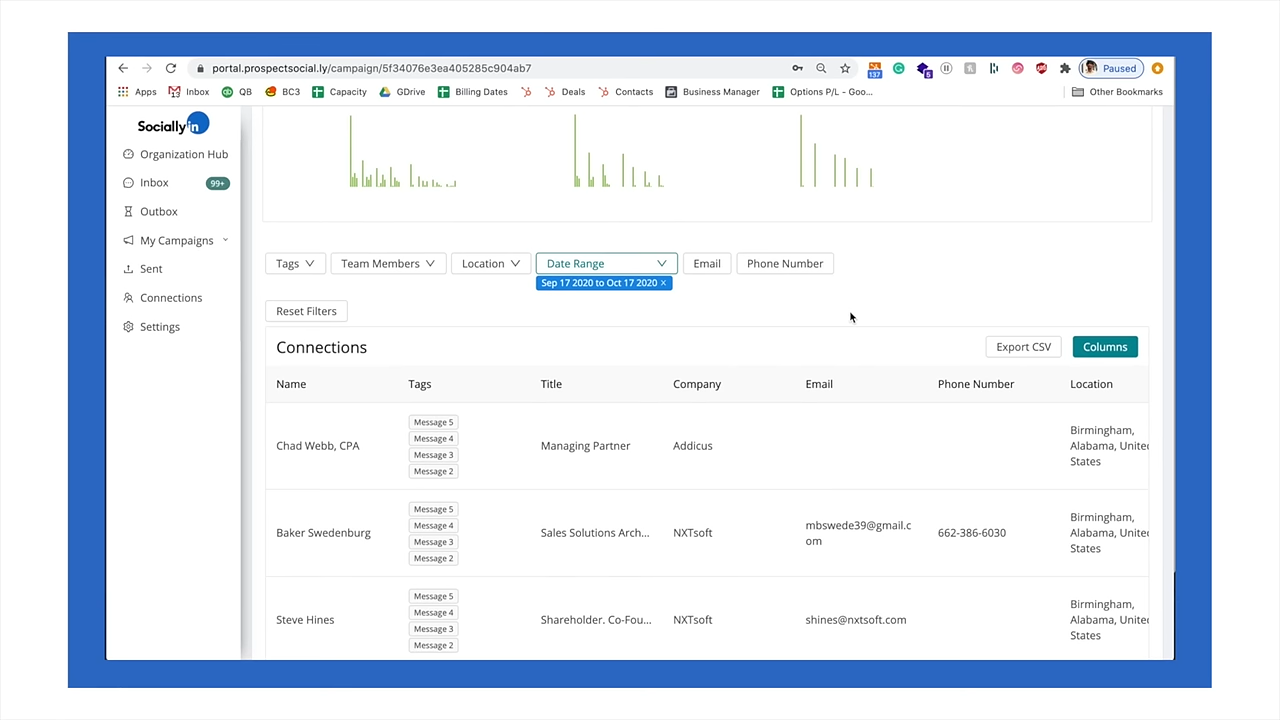 portal.prospectsocial.ly/campaign/5f34076e3ea405285c904ab7
137
5
Paused
Apps
Inbox
QB
BC3
Capacity
GDrive
Billing Dates
Deals
Contacts
Business Manager
Options P/L - Goo...
Other Bookmarks
Sociallyin
Organization Hub
Inbox 99+
Outbox
My Campaigns
Sent
Connections
Settings
Tags
Team Members
Location
Date Range
Email
Phone Number
Sep 17 2020 to Oct 17 2020 ×
Reset Filters
Connections
Export CSV
Columns
Name
Tags
Title
Company
Email
Phone Number
Location
Chad Webb, CPA
Message 5
Message 4
Message 3
Message 2
Managing Partner
Addicus
Birmingham,
Alabama, United
States
Baker Swedenburg
Message 5
Message 4
Message 3
Message 2
Sales Solutions Arch...
NXTsoft
mbswede39@gmail.c
om
662-386-6030
Birmingham,
Alabama, United
States
Steve Hines
Message 5
Message 4
Message 3
Message 2
Shareholder. Co-Fou...
NXTsoft
shines@nxtsoft.com
Birmingham,
Alabama, United
States